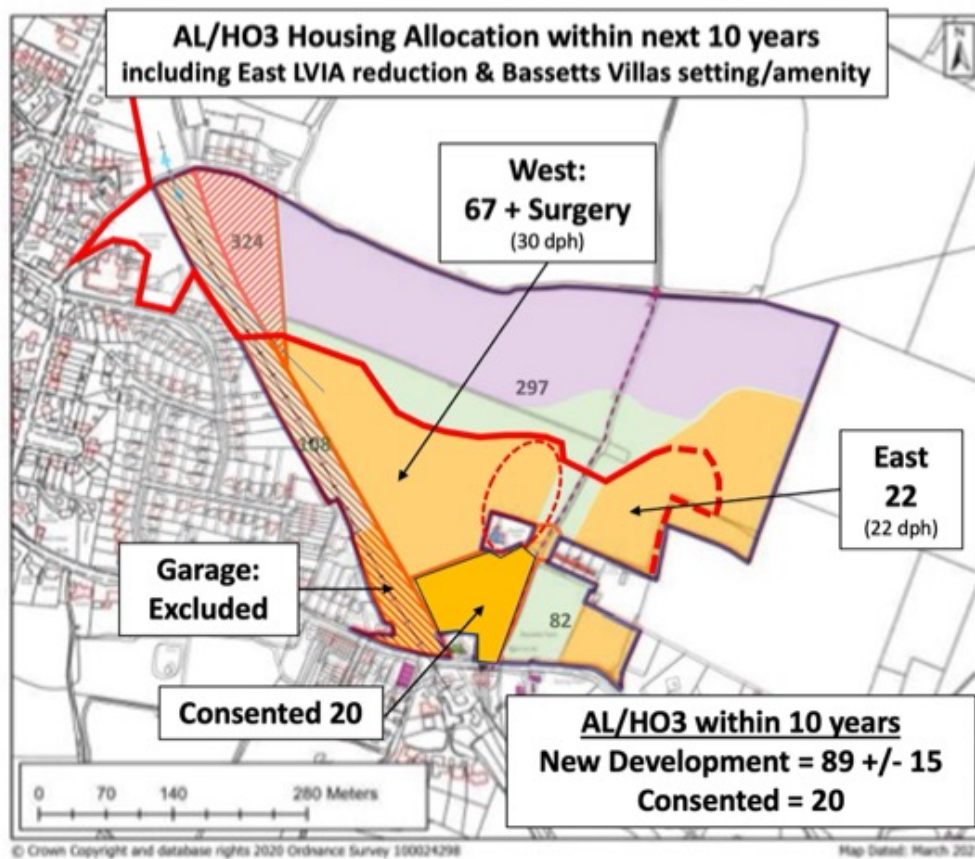 AL/HO3 Housing Allocation within next 10 years
including East LVIA reduction & Bassetts Villas setting/amenity
N
West:
67 + Surgery
(30 dph)
324
297
108
East
22
(22 dph)
Garage:
Excluded
82
Consented 20
AL/HO3 within 10 years
New Development = 89 +/- 15
Consented = 20
0 70 140 280 Meters
© Crown Copyright and database rights 2020 Ordnance Survey 100024298
Map Dated: March